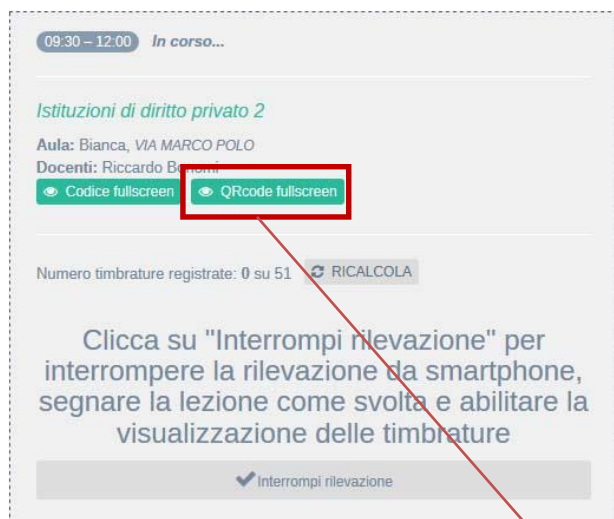 09:30 – 12:00 In corso...
Istituzioni di diritto privato 2
Aula: Bianca, VIA MARCO POLO
Docenti: Riccardo
Codice fullscreen QRcode fullscreen
Numero timbrature registrate: 0 su 51 RICALCOLA
Clicca su "Interrompi rilevazione" per
interrompere la rilevazione da smartphone,
segnare la lezione come svolta e abilitare la
visualizzazione delle timbrature
Interrompi rilevazione